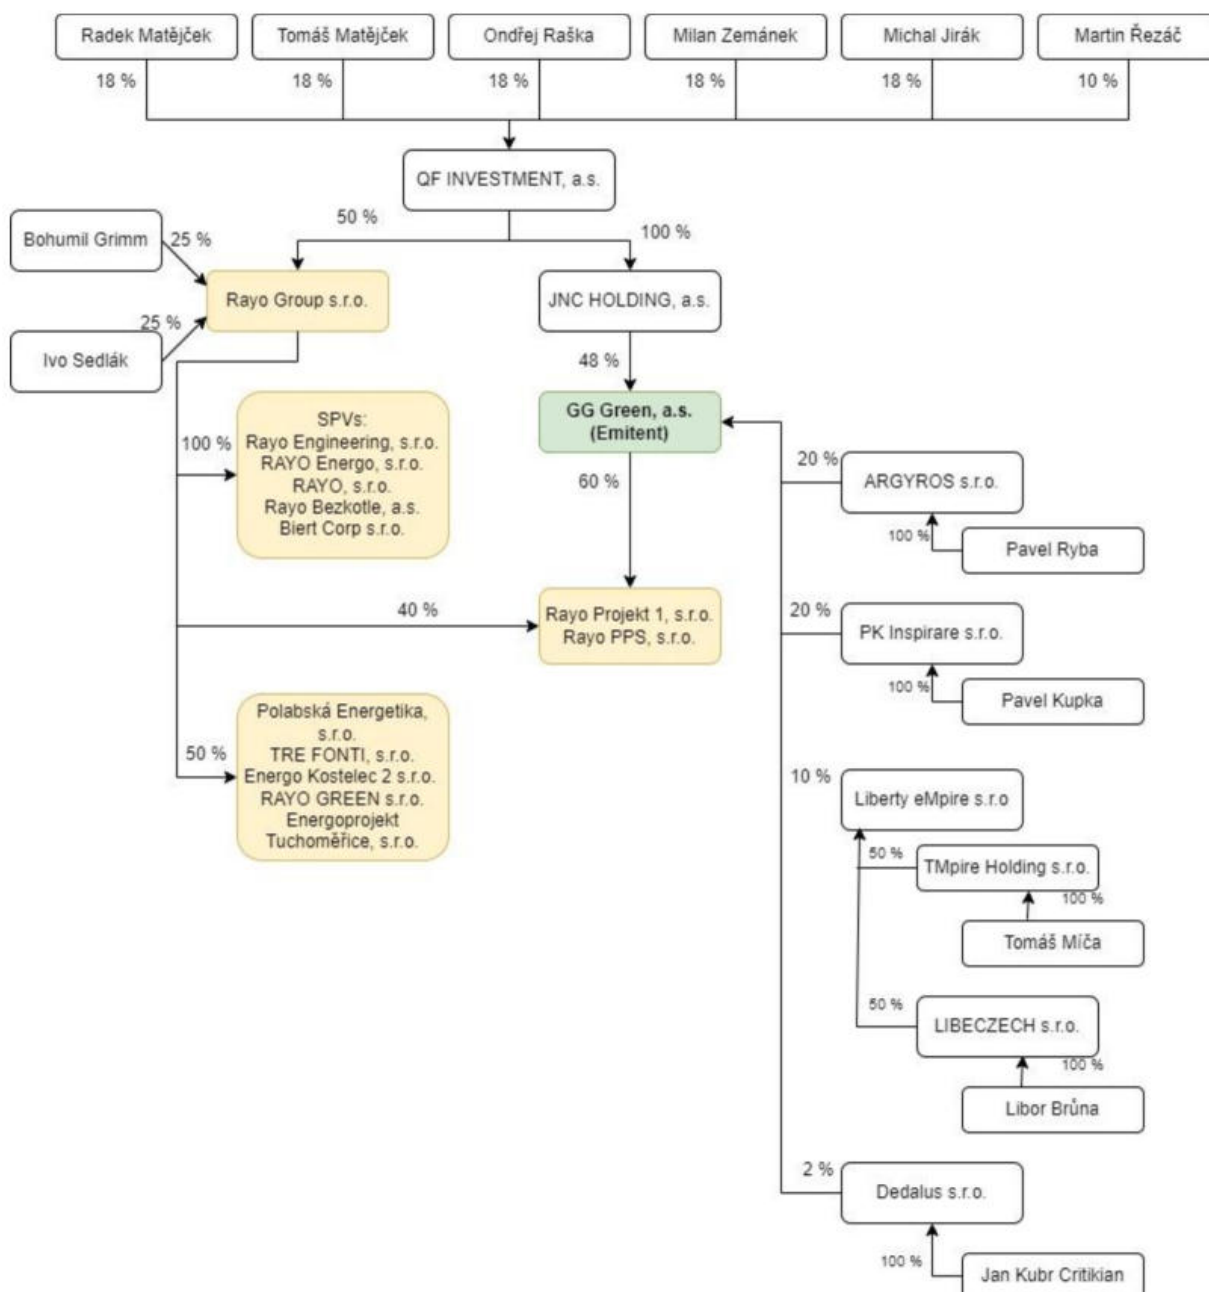 Radek Matějček
Tomáš Matějček
Ondřej Raška
Milan Zemánek
Michal Jirák
Martin Řezáč
18 %
18 %
18 %
18 %
18 %
10 %
QF INVESTMENT, a.s.
50 %
100 %
Bohumil Grimm
25 %
Rayo Group s.r.o.
JNC HOLDING, a.s.
25 %
Ivo Sedlák
48 %
GG Green, a.s.
(Emitent)
SPVs:
Rayo Engineering, s.r.o.
RAYO Energo, s.r.o.
RAYO, s.r.o.
Rayo Bezkotle, a.s.
Biert Corp s.r.o.
100 %
60 %
20 %
ARGYROS s.r.o.
100 %
Pavel Ryba
40 %
Rayo Projekt 1, s.r.o.
Rayo PPS, s.r.o.
20 %
PK Inspirare s.r.o.
100 %
Pavel Kupka
50 %
Polabská Energetika,
s.r.o.
TRE FONTI, s.r.o.
Energo Kostelec 2 s.r.o.
RAYO GREEN s.r.o.
Energoprojekt
Tuchoměřice, s.r.o.
10 %
Liberty eMpire s.r.o
50 %
TMpire Holding s.r.o.
100 %
Tomáš Míča
50 %
LIBECZECH s.r.o.
100 %
Libor Brůna
2 %
Dedalus s.r.o.
100 %
Jan Kubr Critikian